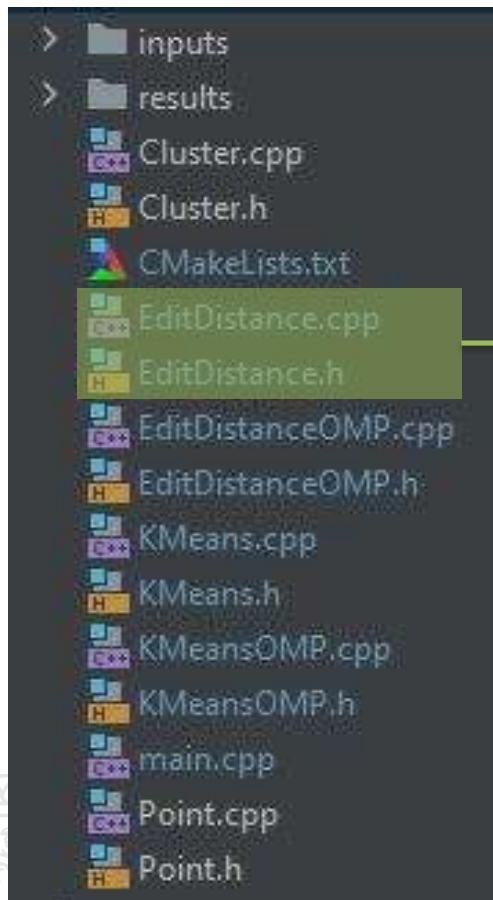 inputs
results
C++ Cluster.cpp
H Cluster.h
CMakeLists.txt
C++ EditDistance.cpp
H EditDistance.h
C++ EditDistanceOMP.cpp
H EditDistanceOMP.h
C++ KMeans.cpp
H KMeans.h
C++ KMeansOMP.cpp
H KMeansOMP.h
C++ main.cpp
C++ Point.cpp
H Point.h